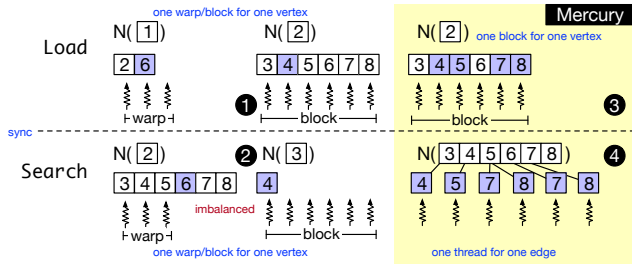 one warp/block for one vertex
Mercury
Load
N( 1 )
N( 2 )
N( 2 )
one block for one vertex
2 6
3 4 5 6 7 8
3 4 5 6 7 8
1
3
warp
block
block
sync
Search
N( 2 )
2
N( 3 )
N( 3 4 5 6 7 8 )
4
3 4 5 6 7 8
4
4 5 7 8 7 8
imbalanced
warp
block
one warp/block for one vertex
one thread for one edge